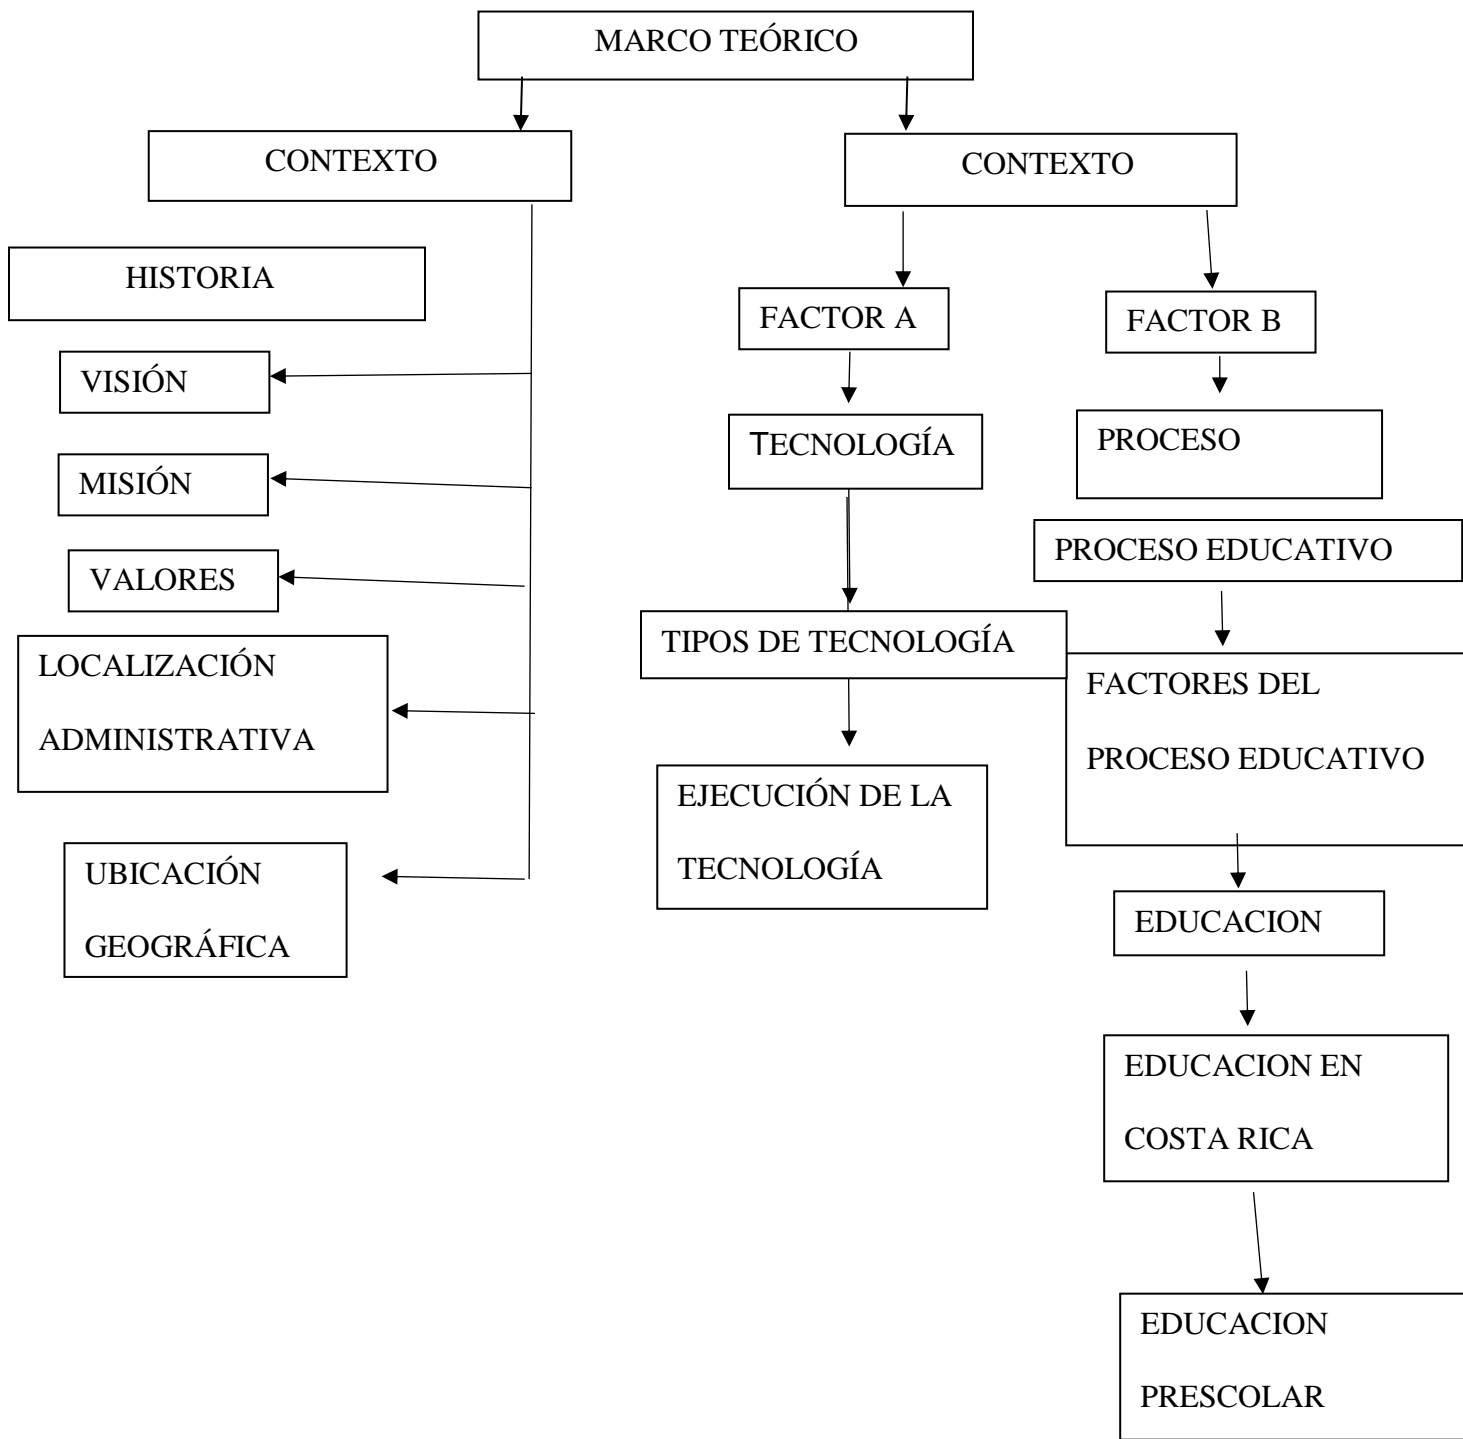 MARCO TEÓRICO
CONTEXTO
HISTORIA
VISIÓN
MISIÓN
VALORES
LOCALIZACIÓN
ADMINISTRATIVA
UBICACIÓN
GEOGRÁFICA
CONTEXTO
FACTOR A
TECNOLOGÍA
TIPOS DE TECNOLOGÍA
EJECUCIÓN DE LA
TECNOLOGÍA
FACTOR B
PROCESO
PROCESO EDUCATIVO
FACTORES DEL
PROCESO EDUCATIVO
EDUCACION
EDUCACION EN
COSTA RICA
EDUCACION
PRESCOLAR